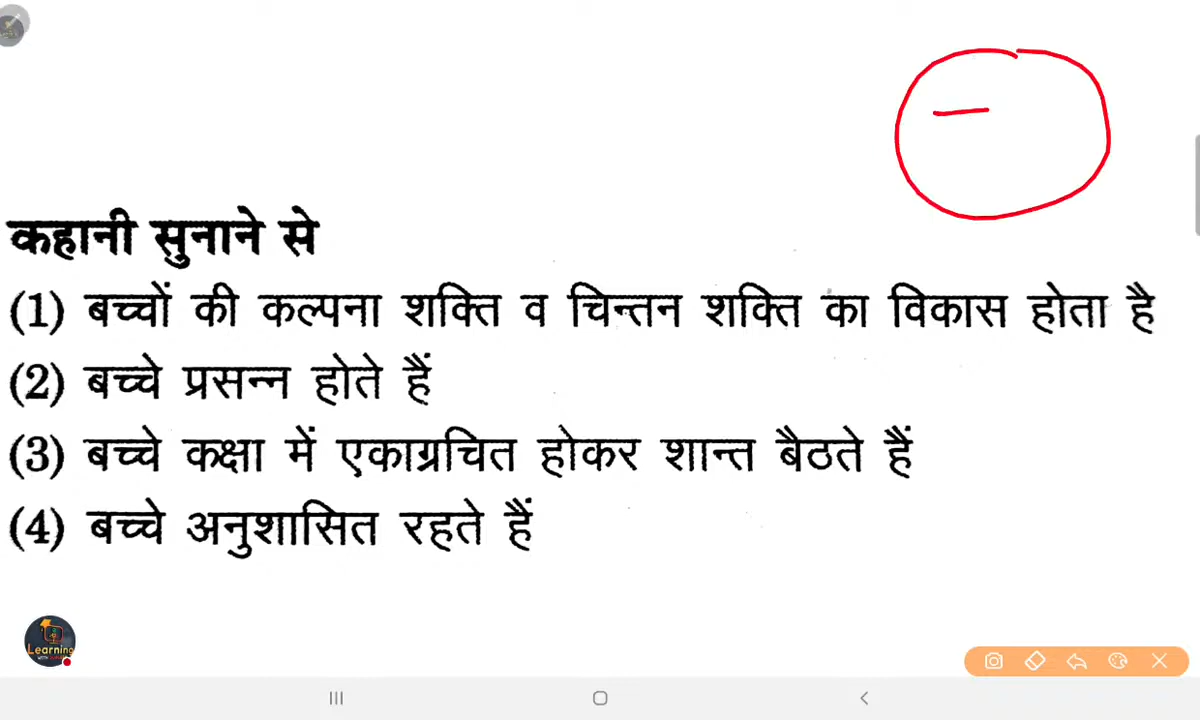 कहानी सुनाने से
(1) बच्चों की कल्पना शक्ति व चिन्तन शक्ति का विकास होता है
(2) बच्चे प्रसन्न होते हैं
(3) बच्चे कक्षा में एकाग्रचित होकर शान्त बैठते हैं
(4) बच्चे अनुशासित रहते हैं
Learning